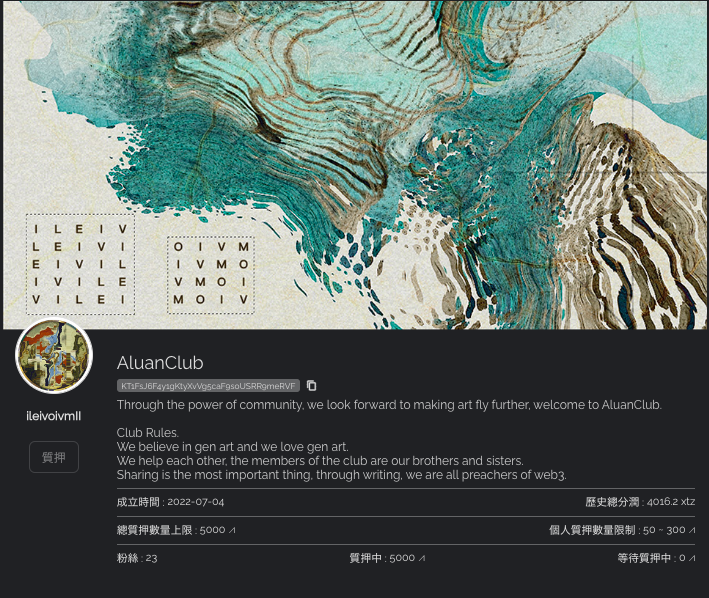 I L E I V
L E I V I
E I V I L
I V I L E
V I L E I
O I V M
I V M O
V M O I
M O I V
AluanClub
KT1FsJ6F4y1gKtyXvVg5caF9soUSRR9meRVF
ileivoivmII
Through the power of community, we look forward to making art fly further, welcome to AluanClub.
質押
Club Rules.
We believe in gen art and we love gen art.
We help each other, the members of the club are our brothers and sisters.
Sharing is the most important thing, through writing, we are all preachers of web3.
成立時間 : 2022-07-04 歷史總分潤 : 4016.2 xtz
總質押數量上限 : 5000 個人質押數量限制 : 50 ~ 300
粉絲 : 23 質押中 : 5000 等待質押中 : 0